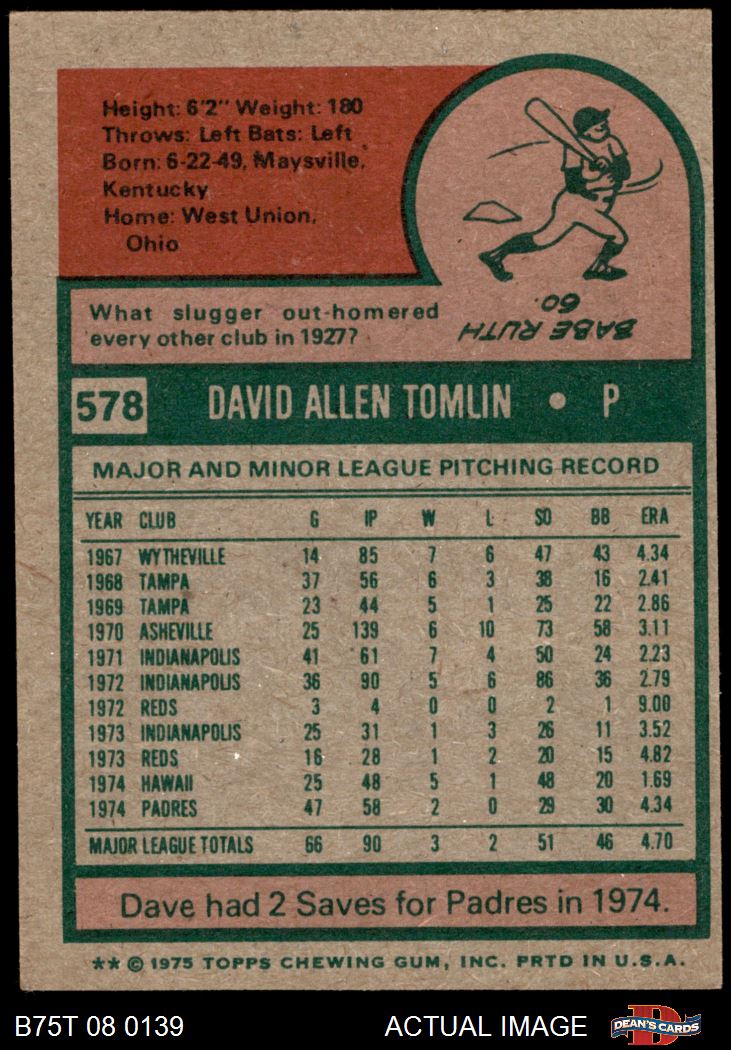 Height: 6'2" Weight: 180
Throws: Left Bats: Left
Born: 6-22-49, Maysville,
Kentucky
Home: West Union,
Ohio
What slugger out-homered
every other club in 1927?
BABE RUTH
60.
578 DAVID ALLEN TOMLIN • P
MAJOR AND MINOR LEAGUE PITCHING RECORD
YEAR CLUB G IP W L SO BB ERA
1967 WYTHEVILLE 14 85 7 6 47 43 4.34
1968 TAMPA 37 56 6 3 38 16 2.41
1969 TAMPA 23 44 5 1 25 22 2.86
1970 ASHEVILLE 25 139 6 10 73 58 3.11
1971 INDIANAPOLIS 41 61 7 4 50 24 2.23
1972 INDIANAPOLIS 36 90 5 6 86 36 2.79
1972 REDS 3 4 0 0 2 1 9.00
1973 INDIANAPOLIS 25 31 1 3 26 11 3.52
1973 REDS 16 28 1 2 20 15 4.82
1974 HAWAII 25 48 5 1 48 20 1.69
1974 PADRES 47 58 2 0 29 30 4.34
MAJOR LEAGUE TOTALS 66 90 3 2 51 46 4.70
Dave had 2 Saves for Padres in 1974.
** © 1975 TOPPS CHEWING GUM, INC. PRTD IN U.S.A.
B75T 08 0139 ACTUAL IMAGE D DEAN'S CARDS